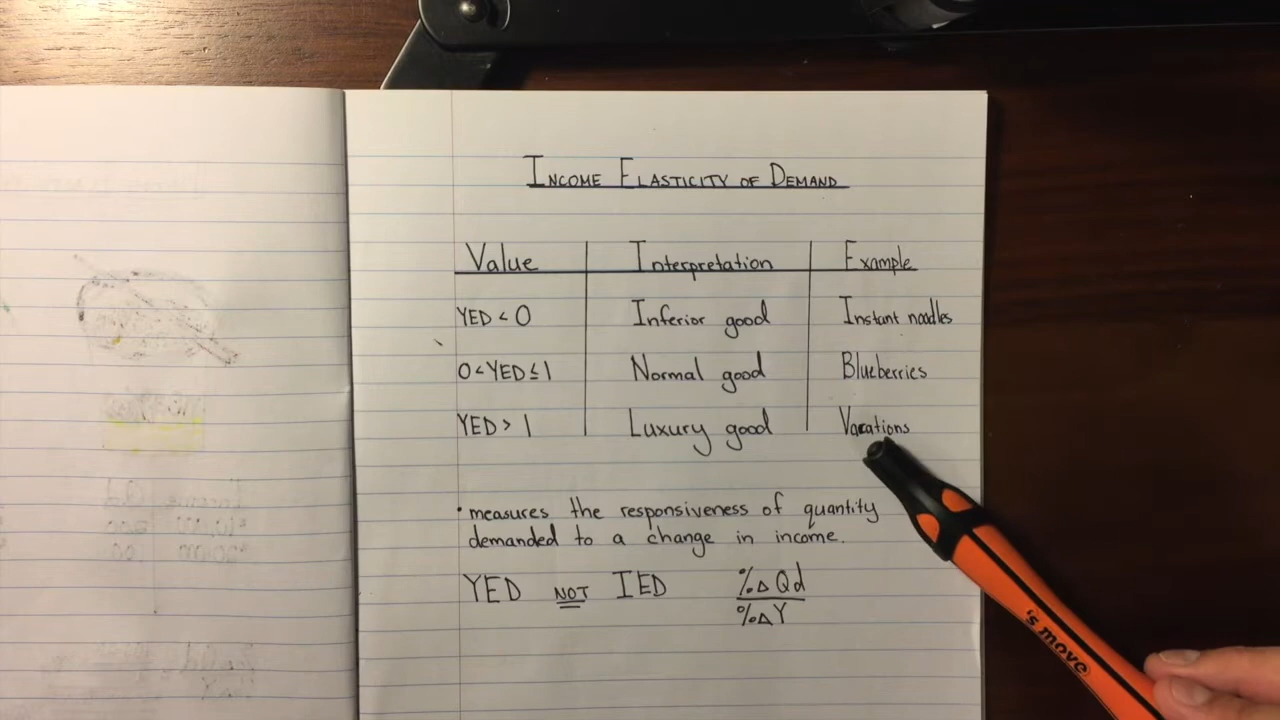 INCOME ELASTICITY OF DEMAND
Value Interpretation Example
YED < 0 Inferior good Instant noodles
0 < YED ≤ 1 Normal good Blueberries
YED > 1 Luxury good Vacations
• measures the responsiveness of quantity
demanded to a change in income.
YED NOT IED %ΔQd
%ΔY
's move